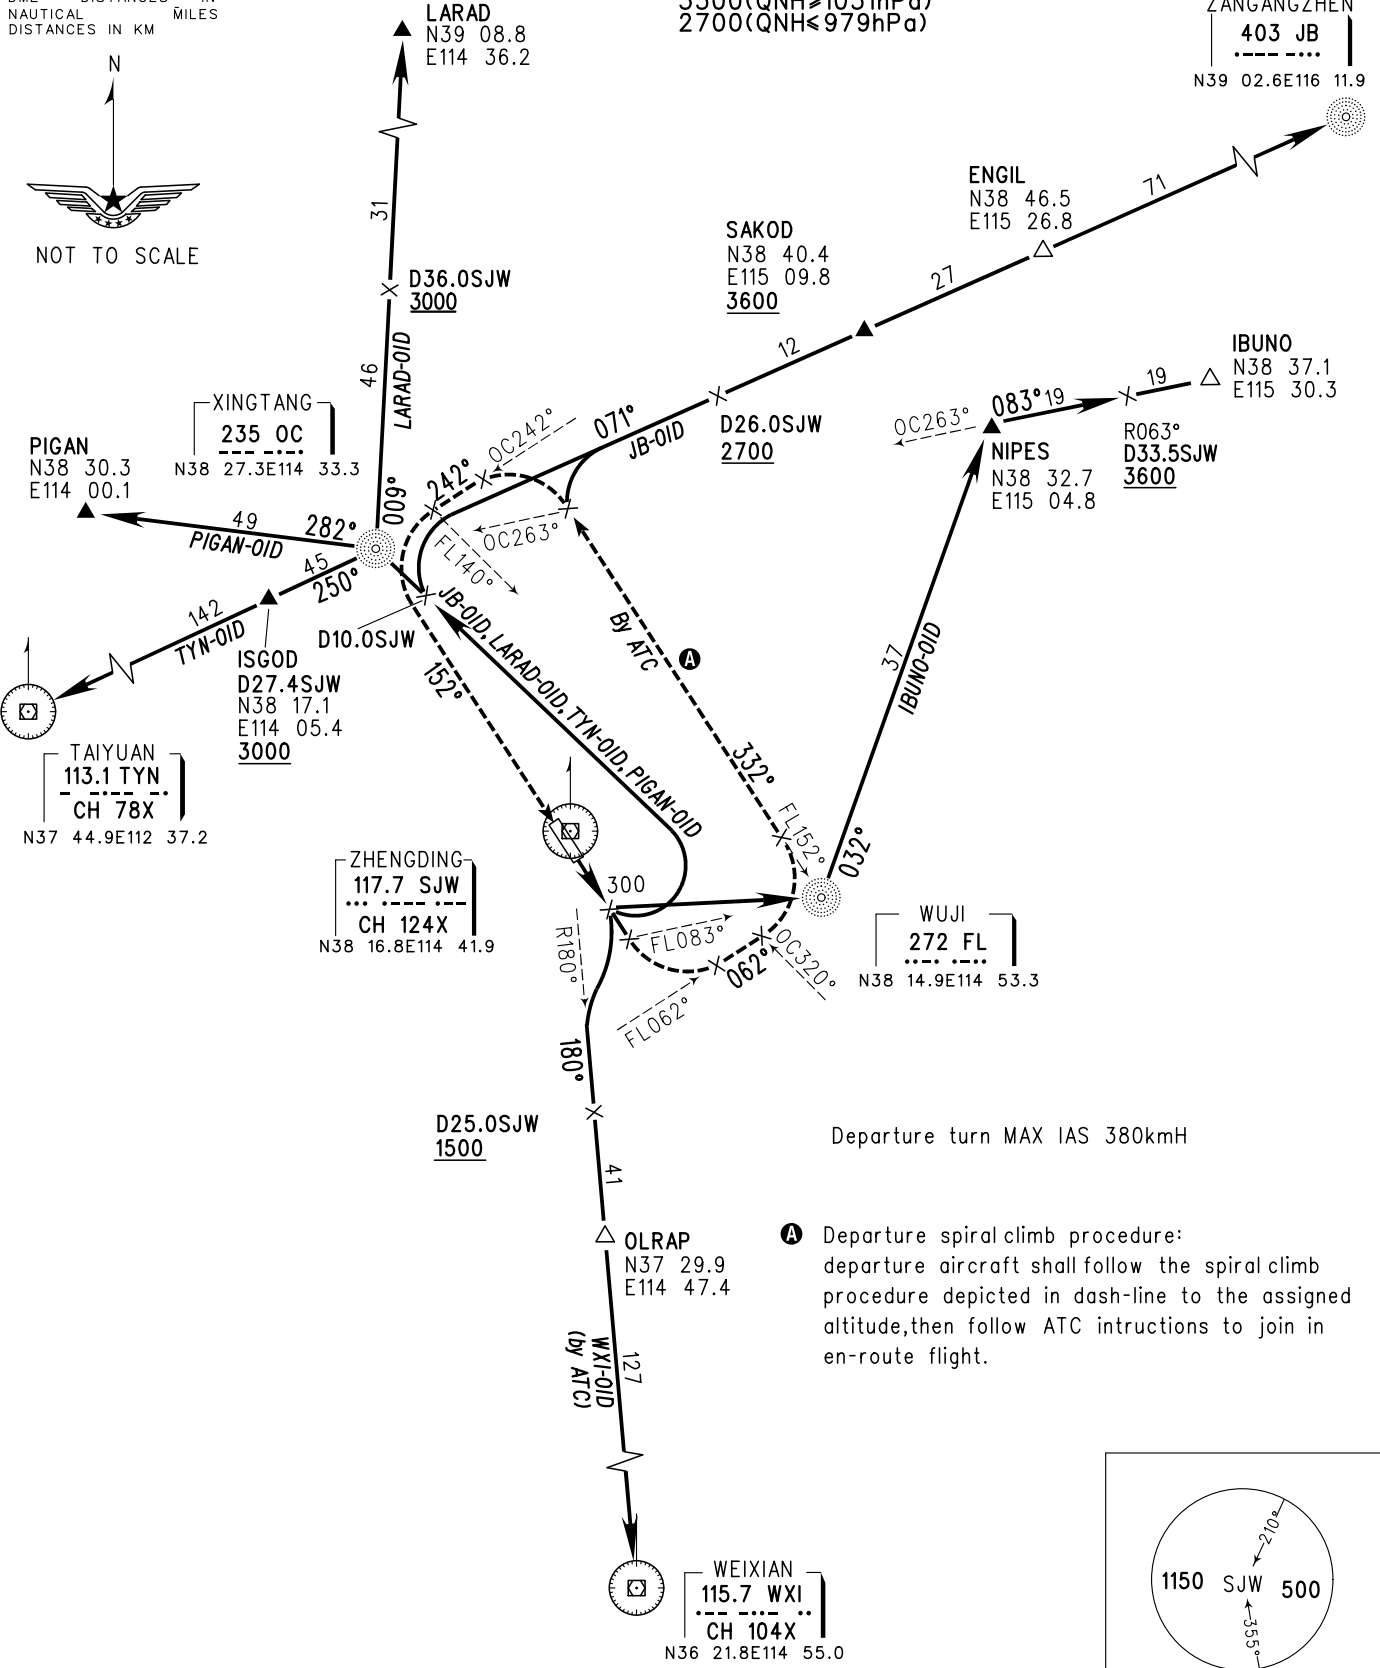 NAUTICAL MILES
DISTANCES IN KM
N
NOT TO SCALE
LARAD
N39 08.8
E114 36.2
2700(QNH≤979hPa)
ZANGANGZHEN
403 JB
N39 02.6E116 11.9
71
ENGIL
N38 46.5
E115 26.8
27
SAKOD
N38 40.4
E115 09.8
3600
12
31
D36.0SJW
3000
46
LARAD-01D
IBUNO
N38 37.1
E115 30.3
19
083° 19
OC263°
NIPES
N38 32.7
E115 04.8
R063°
D33.5SJW
3600
D26.0SJW
2700
071°
JB-01D
OC242°
242°
OC263°
FL140°
XINGTANG
235 OC
N38 27.3E114 33.3
009°
PIGAN
N38 30.3
E114 00.1
49
282°
PIGAN-01D
45
250°
142
TYN-01D
D10.0SJW
ISGOD
D27.4SJW
N38 17.1
E114 05.4
3000
JB-01D, LARAD-01D, TYN-01D, PIGAN-01D
152°
By ATC
A
332°
37
IBUNO-01D
TAIYUAN
113.1 TYN
CH 78X
N37 44.9E112 37.2
ZHENGDING
117.7 SJW
CH 124X
N38 16.8E114 41.9
300
FL152°
032°
FL083°
OC320°
062°
FL062°
R180°
WUJI
272 FL
N38 14.9E114 53.3
180°
D25.0SJW
1500
41
OLRAP
N37 29.9
E114 47.4
WXI-01D
(by ATC)
127
Departure turn MAX IAS 380kmH
A Departure spiral climb procedure:
departure aircraft shall follow the spiral climb
procedure depicted in dash-line to the assigned
altitude,then follow ATC intructions to join in
en-route flight.
WEIXIAN
115.7 WXI
CH 104X
N36 21.8E114 55.0
210°
1150 SJW 500
355°